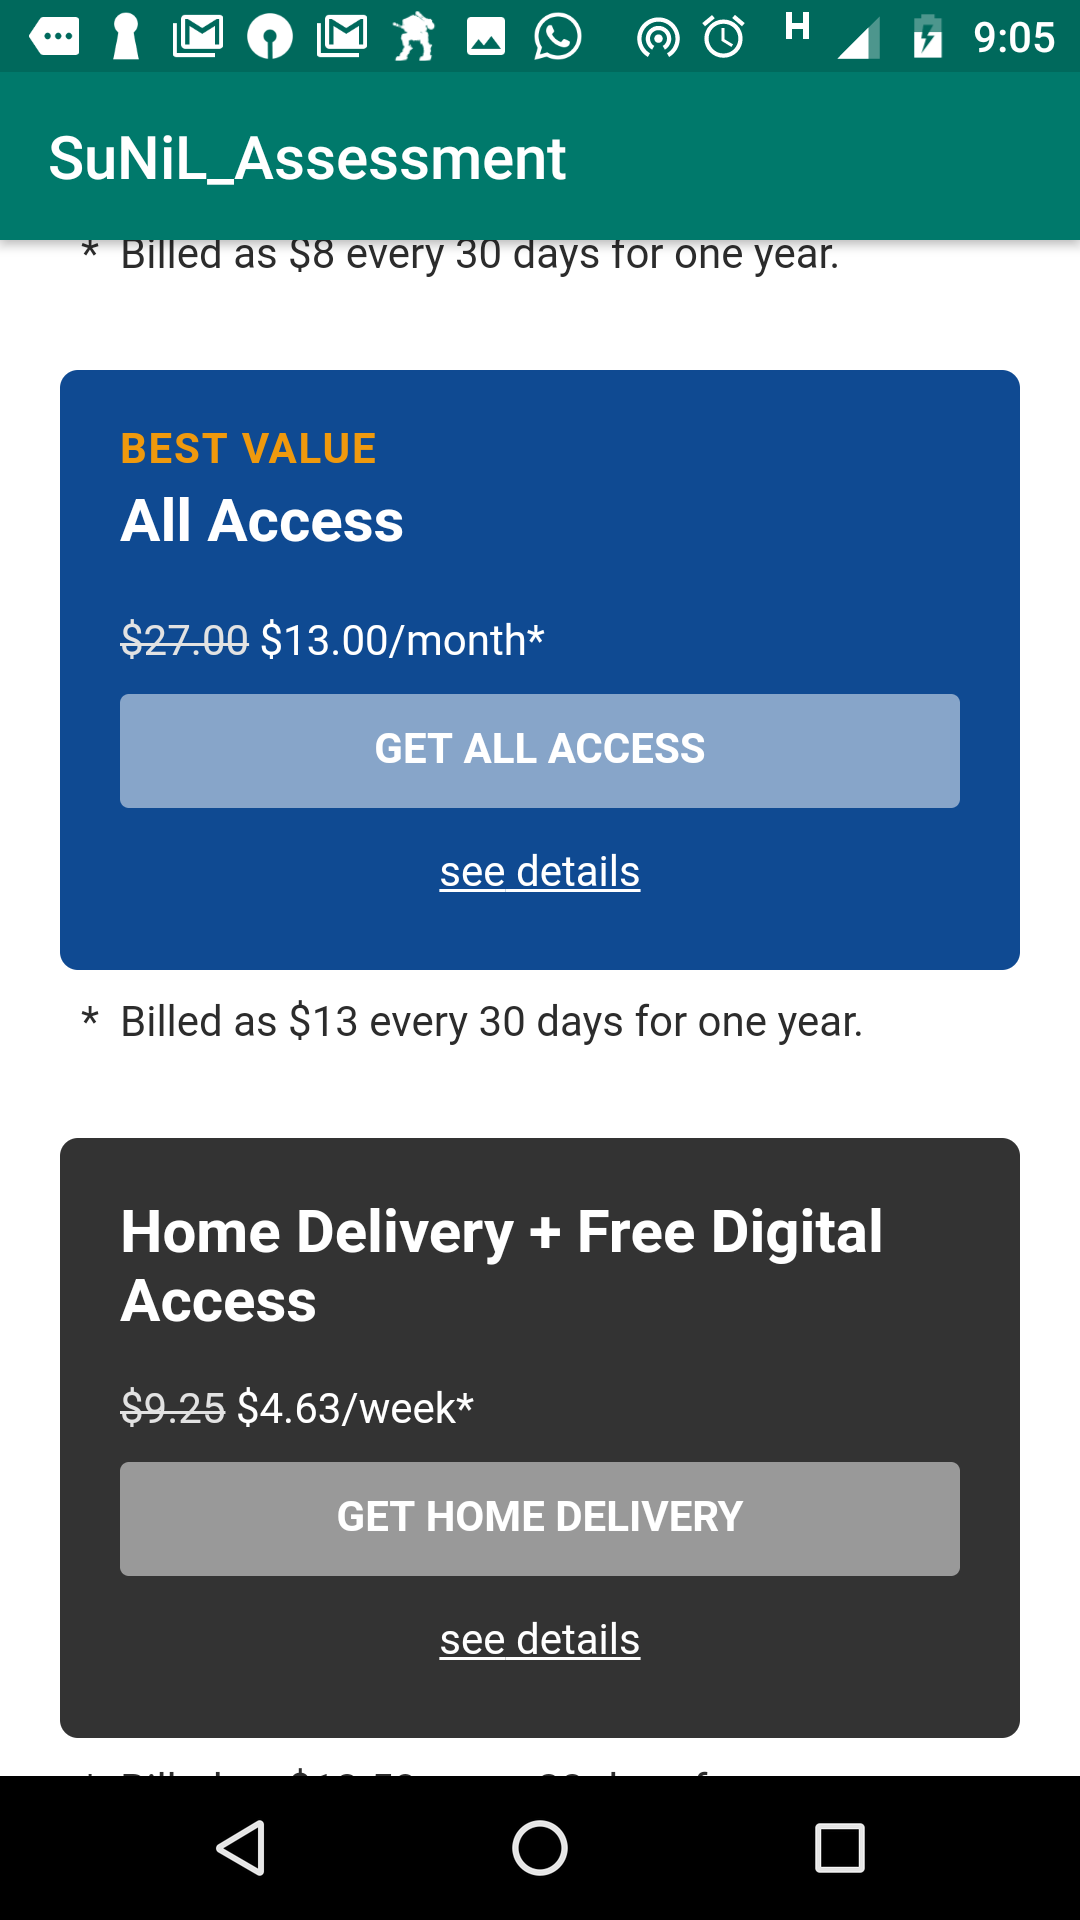 H 9:05
SuNiL_Assessment
* Billed as $8 every 30 days for one year.
BEST VALUE
All Access
$27.00 $13.00/month*
GET ALL ACCESS
see details
* Billed as $13 every 30 days for one year.
Home Delivery + Free Digital
Access
$9.25 $4.63/week*
GET HOME DELIVERY
see details